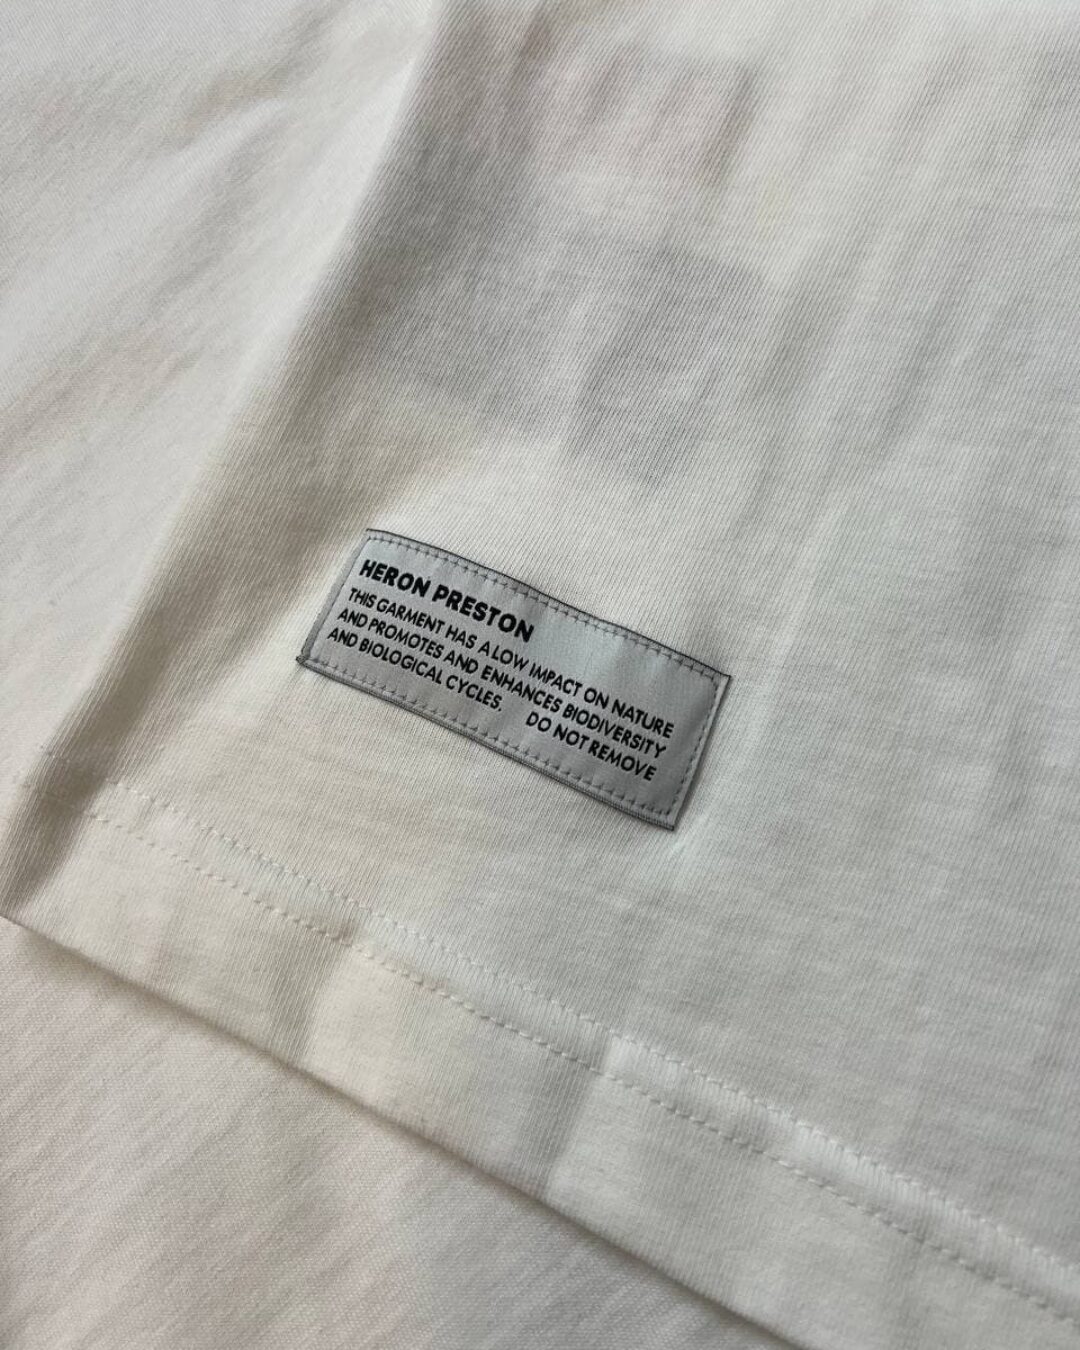 HERON PRESTON
THIS GARMENT HAS A LOW IMPACT ON NATURE
AND PROMOTES AND ENHANCES BIODIVERSITY
AND BIOLOGICAL CYCLES. DO NOT REMOVE